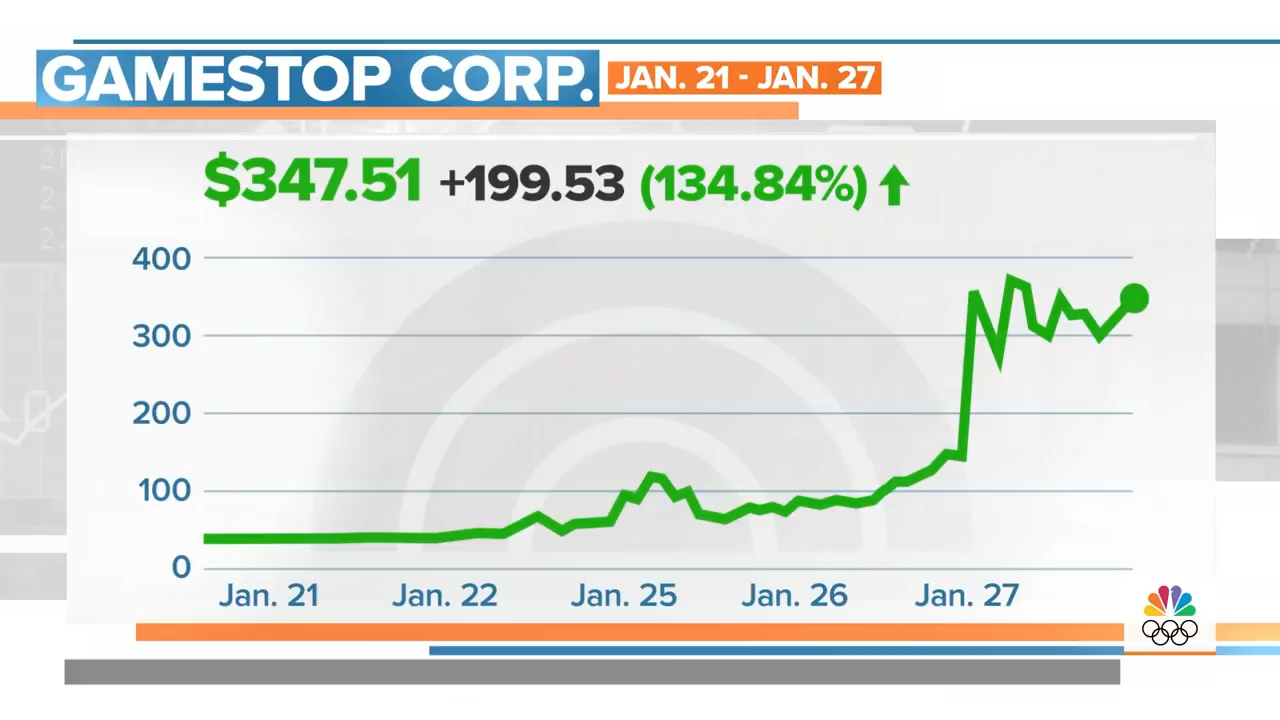 GAMESTOP CORP. JAN. 21 - JAN. 27
$347.51 +199.53 (134.84%)
400
300
200
100
0
Jan. 21 Jan. 22 Jan. 25 Jan. 26 Jan. 27